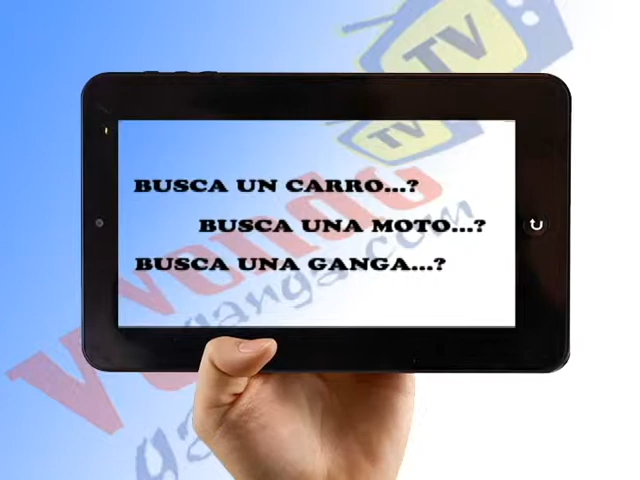 TV
TV
BUSCA UN CARRO...?
BUSCA UNA MOTO...?
BUSCA UNA GANGA...?